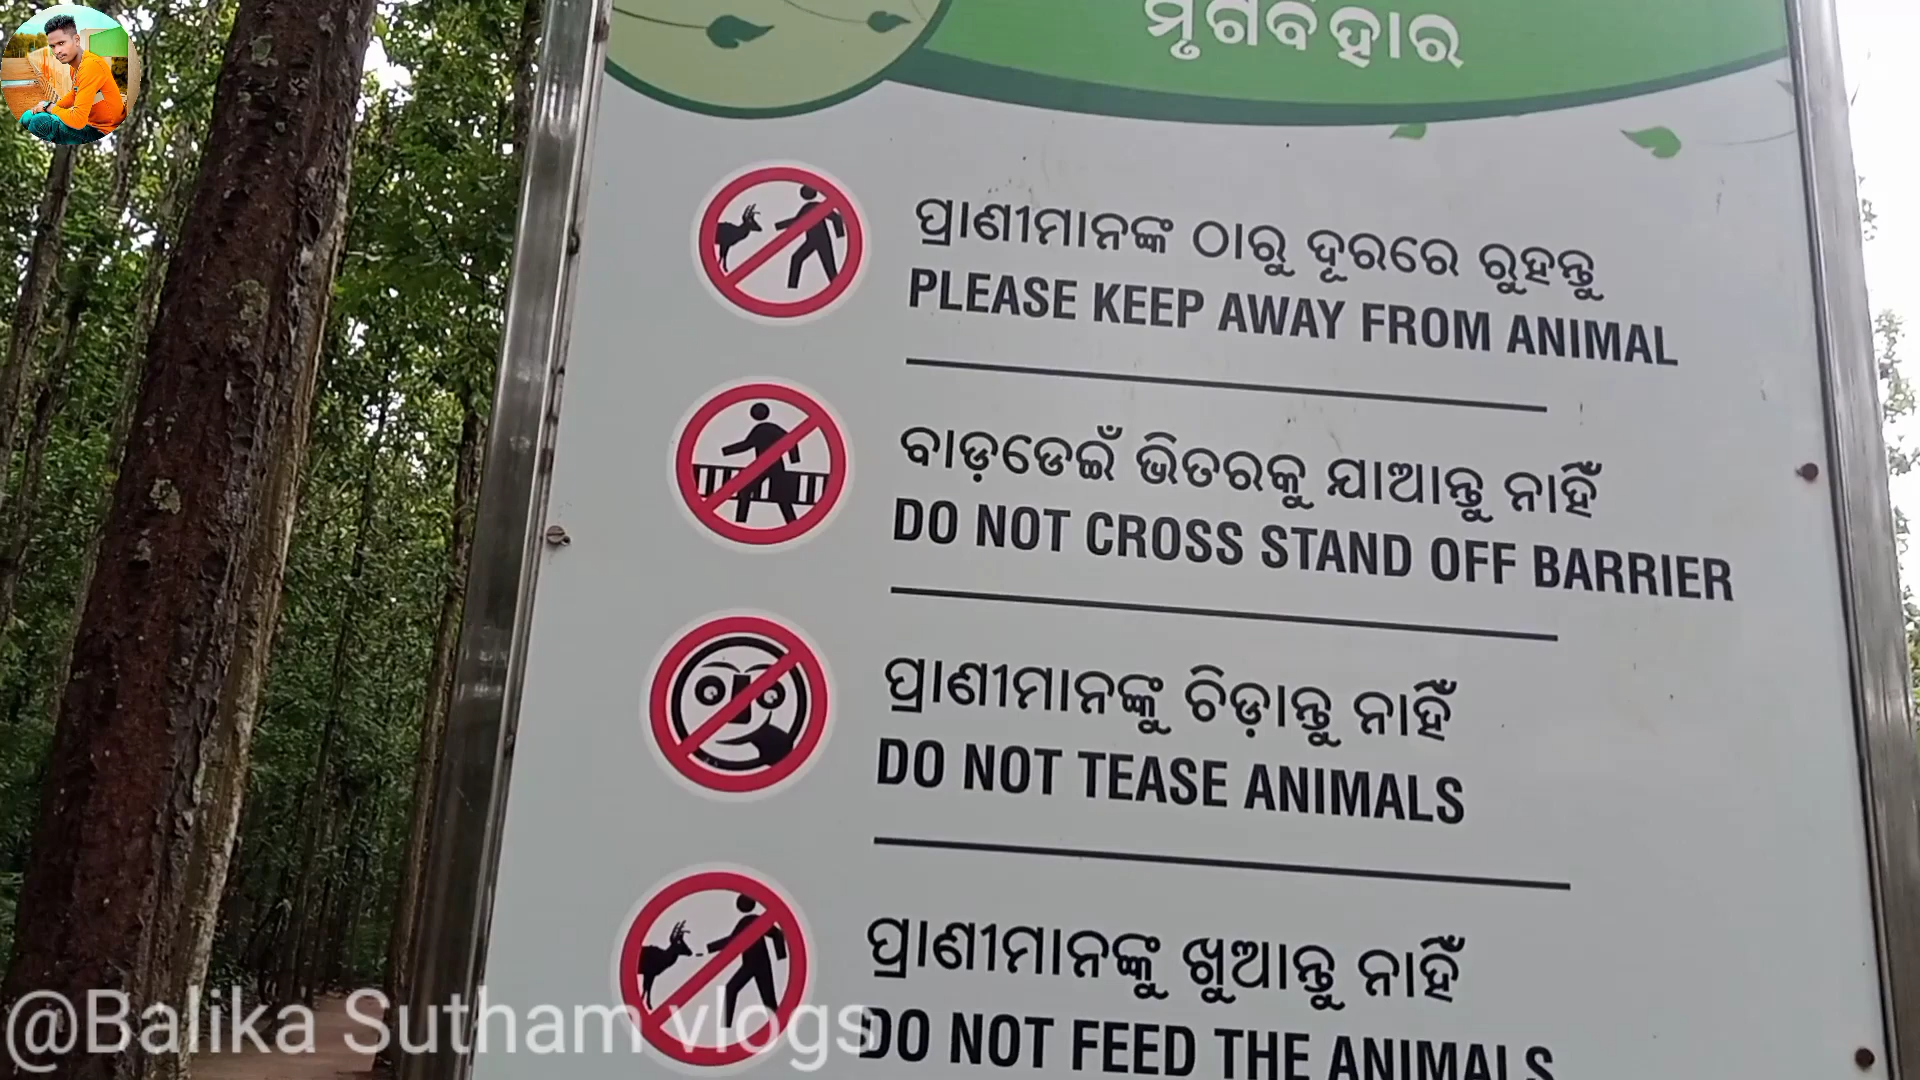 ମୃଗବିହାର
ପ୍ରାଣୀମାନଙ୍କ ଠାରୁ ଦୂରରେ ରୁହନ୍ତୁ
PLEASE KEEP AWAY FROM ANIMAL
ବାଡ଼ଡେଇଁ ଭିତରକୁ ଯାଆନ୍ତୁ ନାହିଁ
DO NOT CROSS STAND OFF BARRIER
ପ୍ରାଣୀମାନଙ୍କୁ ଚିଡ଼ାନ୍ତୁ ନାହିଁ
DO NOT TEASE ANIMALS
ପ୍ରାଣୀମାନଙ୍କୁ ଖୁଆନ୍ତୁ ନାହିଁ
DO NOT FEED THE ANIMALS
@Balika Sutham vlogs